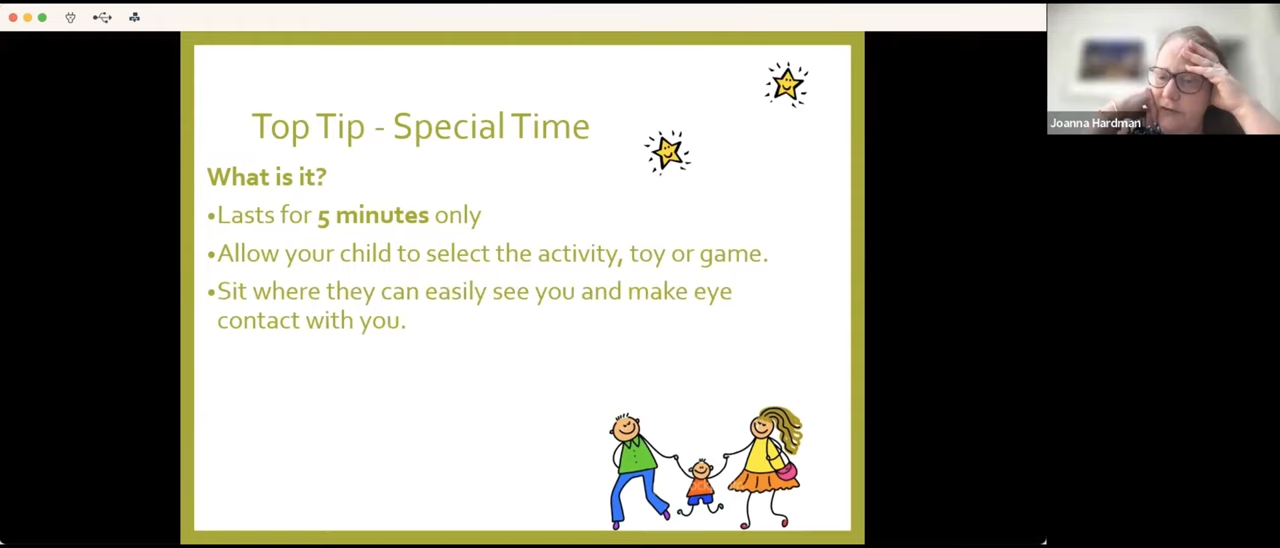 Top Tip - Special Time
What is it?
•Lasts for 5 minutes only
•Allow your child to select the activity, toy or game.
•Sit where they can easily see you and make eye
contact with you.
Joanna Hardman